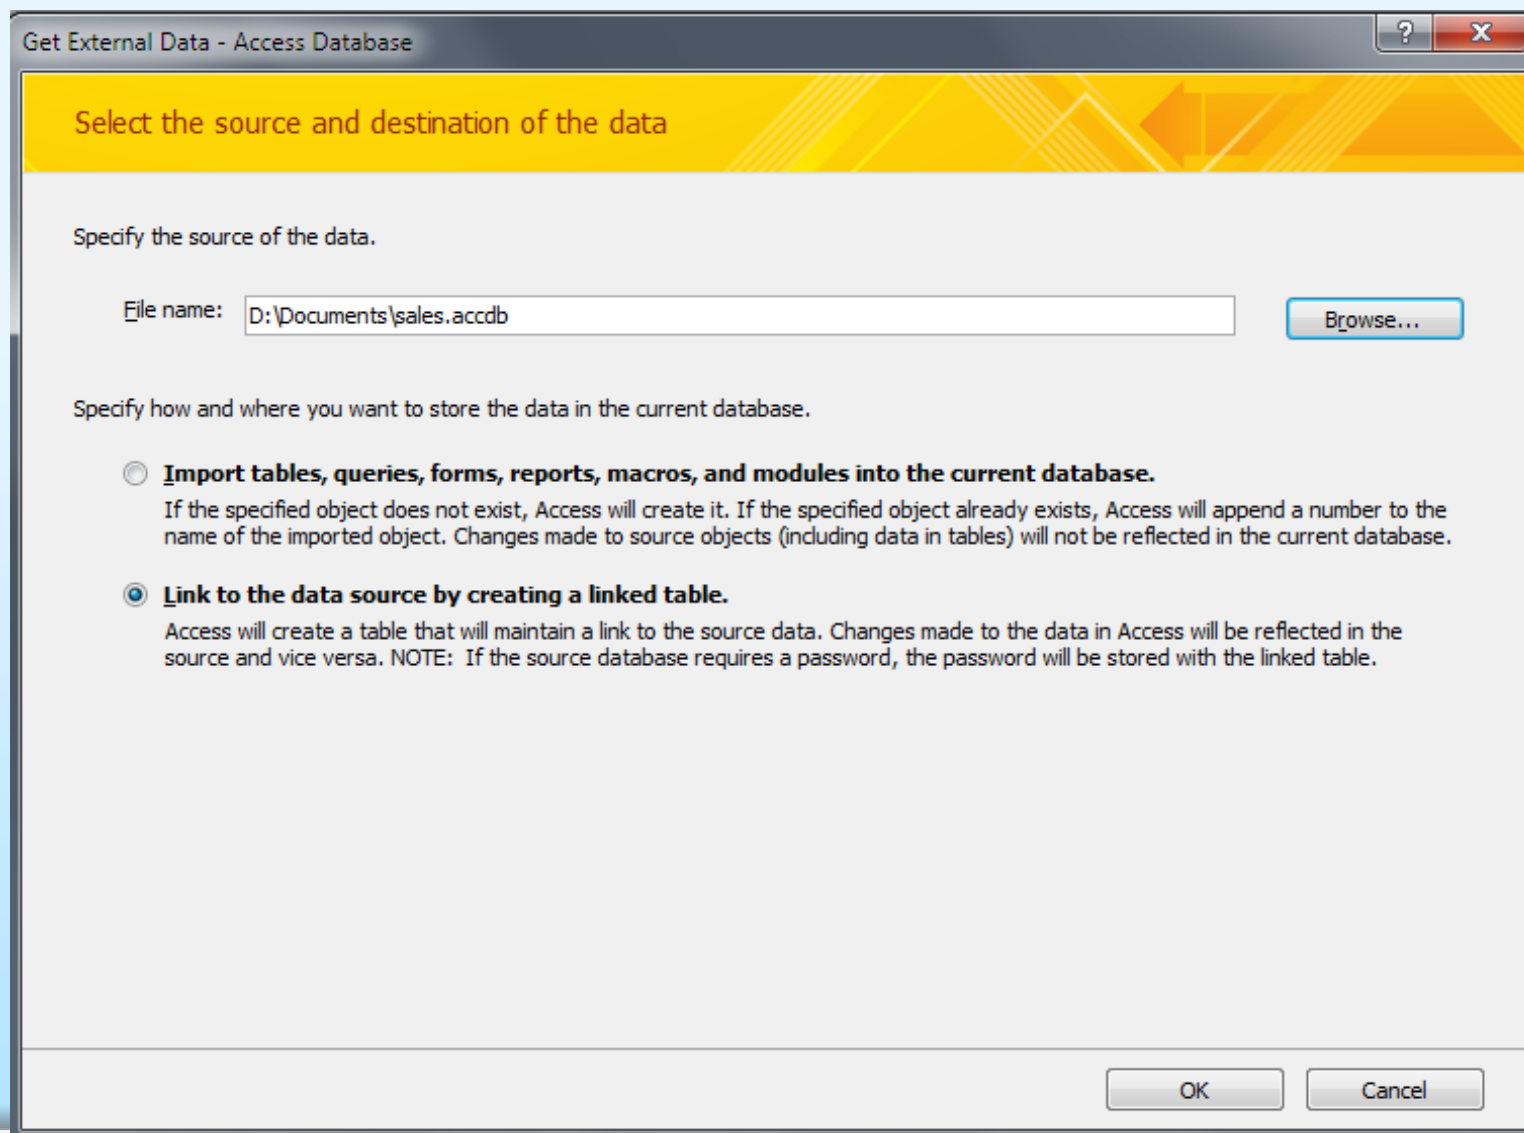 Get External Data - Access Database
?
Select the source and destination of the data
Specify the source of the data.
File name: D:\Documents\sales.accdb Browse...
Specify how and where you want to store the data in the current database.
Import tables, queries, forms, reports, macros, and modules into the current database.
If the specified object does not exist, Access will create it. If the specified object already exists, Access will append a number to the
name of the imported object. Changes made to source objects (including data in tables) will not be reflected in the current database.
Link to the data source by creating a linked table.
Access will create a table that will maintain a link to the source data. Changes made to the data in Access will be reflected in the
source and vice versa. NOTE:  If the source database requires a password, the password will be stored with the linked table.
OK Cancel